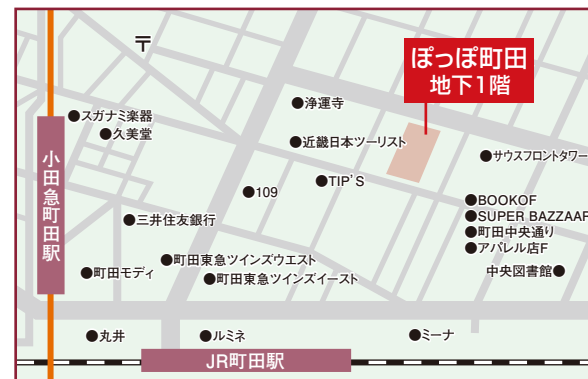 〒
ぽっぽ町田
地下1階
●浄運寺
●スガナミ楽器
●久美堂
●近畿日本ツーリスト
●サウスフロントタワー
小田急町田駅
●109
●TIP'S
●BOOKOF
●SUPER BAZZAAR
●町田中央通り
●アパレル店F
●三井住友銀行
●町田東急ツインズウエスト
●町田モディ
●町田東急ツインズイースト
中央図書館●
●丸井
●ルミネ
●ミーナ
JR町田駅